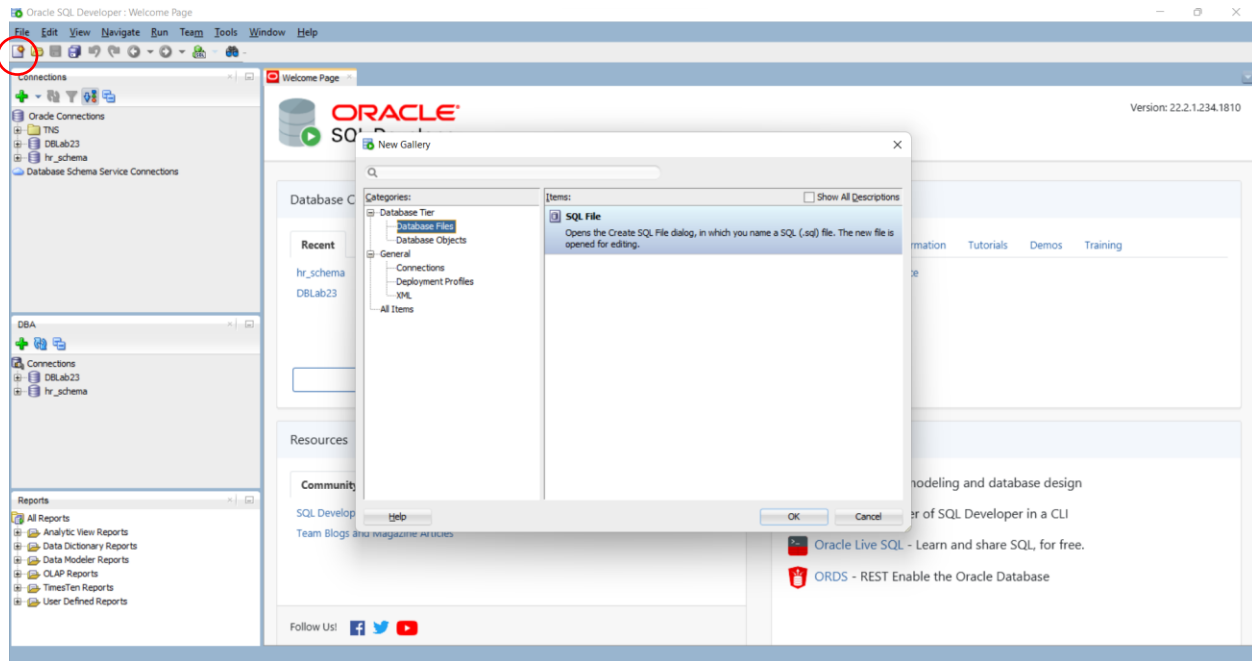 Oracle SQL Developer : Welcome Page
File Edit View Navigate Run Team Tools Window Help
Connections
Oracle Connections
TNS
DBLab23
hr_schema
Database Schema Service Connections
DBA
Connections
DBLab23
hr_schema
Reports
All Reports
Analytic View Reports
Data Dictionary Reports
Data Modeler Reports
OLAP Reports
TimesTen Reports
User Defined Reports
Welcome Page
ORACLE
Version: 22.2.1.234.1810
Database C
Recent
hr_schema
DBLab23
Tutorials Demos Training
New Gallery
Categories:
Database Tier
Database Files
Database Objects
General
Connections
Deployment Profiles
XML
All Items
Items:
Show All Descriptions
SQL File
Opens the Create SQL File dialog, in which you name a SQL (.sql) file. The new file is
opened for editing.
Help
OK
Cancel
Resources
Community
SQL Develop
Team Blogs and Magazine Articles
and database design
of SQL Developer in a CLI
Oracle Live SQL - Learn and share SQL, for free.
ORDS - REST Enable the Oracle Database
Follow Us!